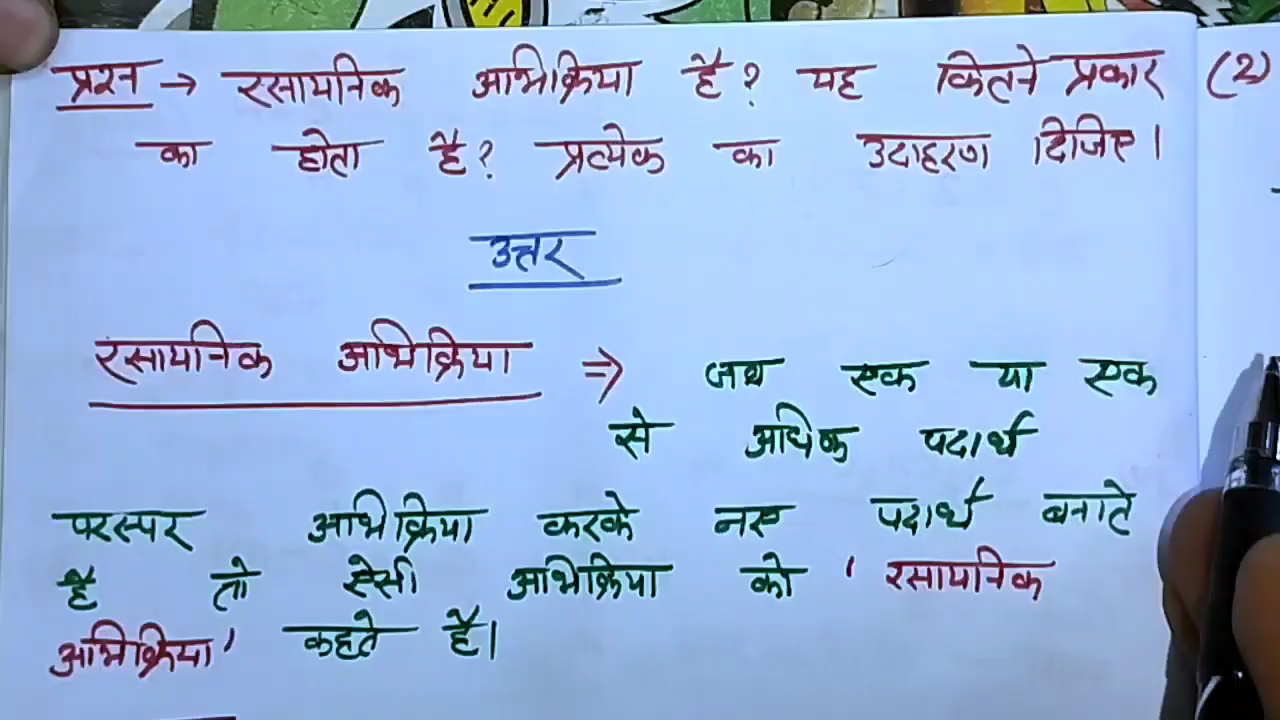 प्रश्न → रसायनिक अभिक्रिया है? यह कितने प्रकार (2)
का होता है? प्रत्येक का उदाहरण दिजिए।
उत्तर
रसायनिक अभिक्रिया ⇒ जब एक या एक
से अधिक पदार्थ
परस्पर अभिक्रिया करके नए पदार्थ बनाते
है तो ऐसी अभिक्रिया को 'रसायनिक
अभिक्रिया' कहते है।